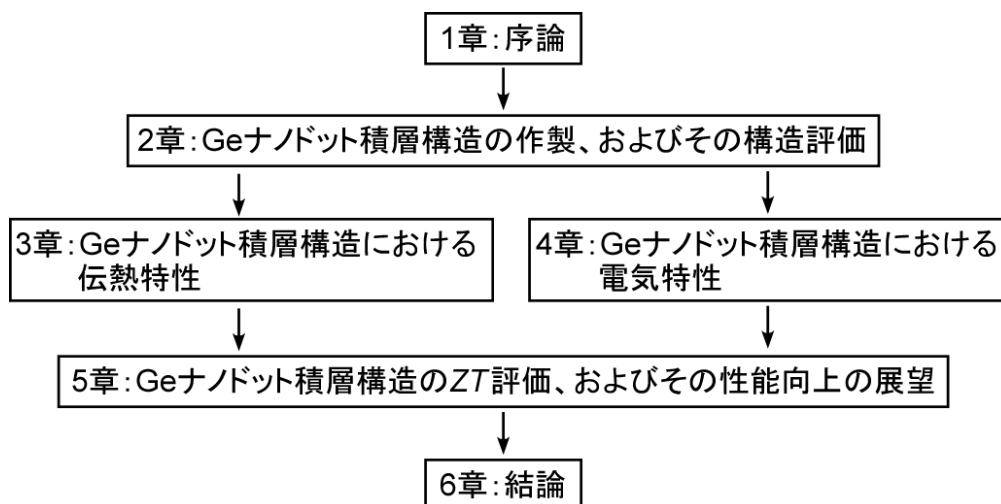 1章：序論
2章：Geナノドット積層構造の作製、およびその構造評価
3章：Geナノドット積層構造における
伝熱特性
4章：Geナノドット積層構造における
電気特性
5章：Geナノドット積層構造のZT評価、およびその性能向上の展望
6章：結論